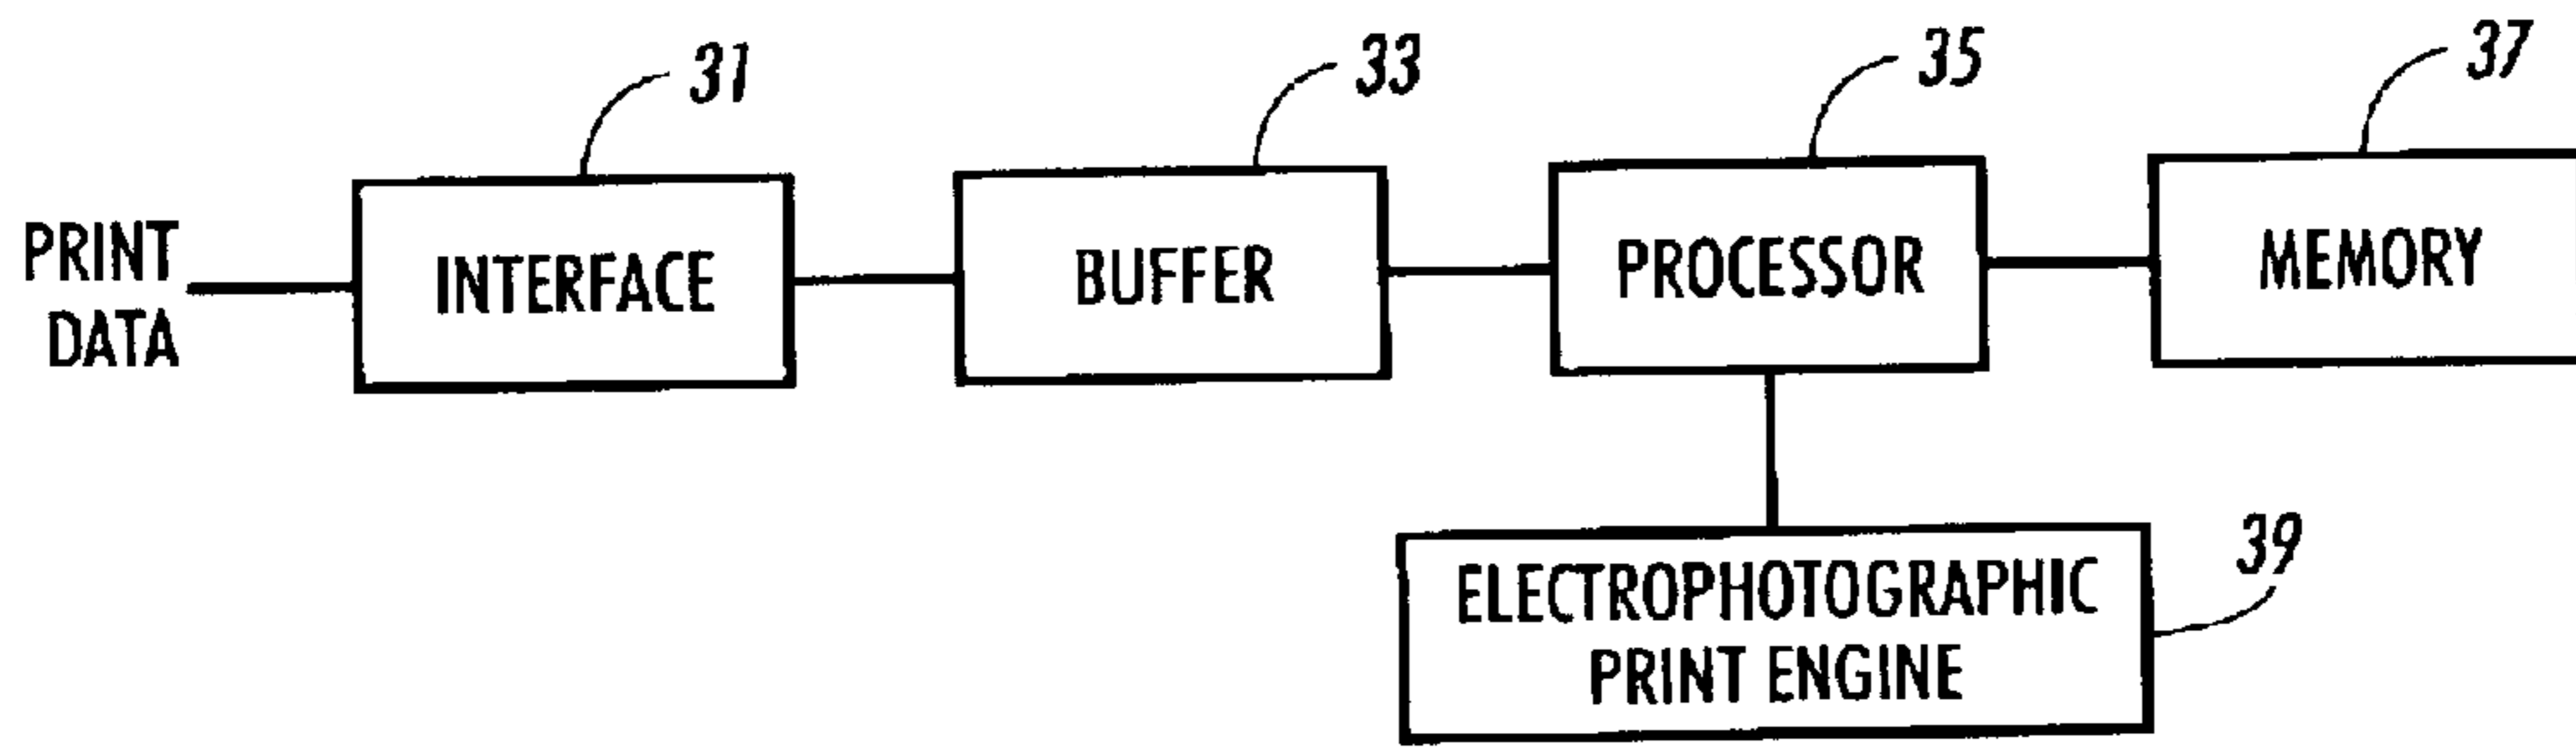 31
33
35
37
PRINT
DATA
INTERFACE
BUFFER
PROCESSOR
MEMORY
39
ELECTROPHOTOGRAPHIC
PRINT ENGINE